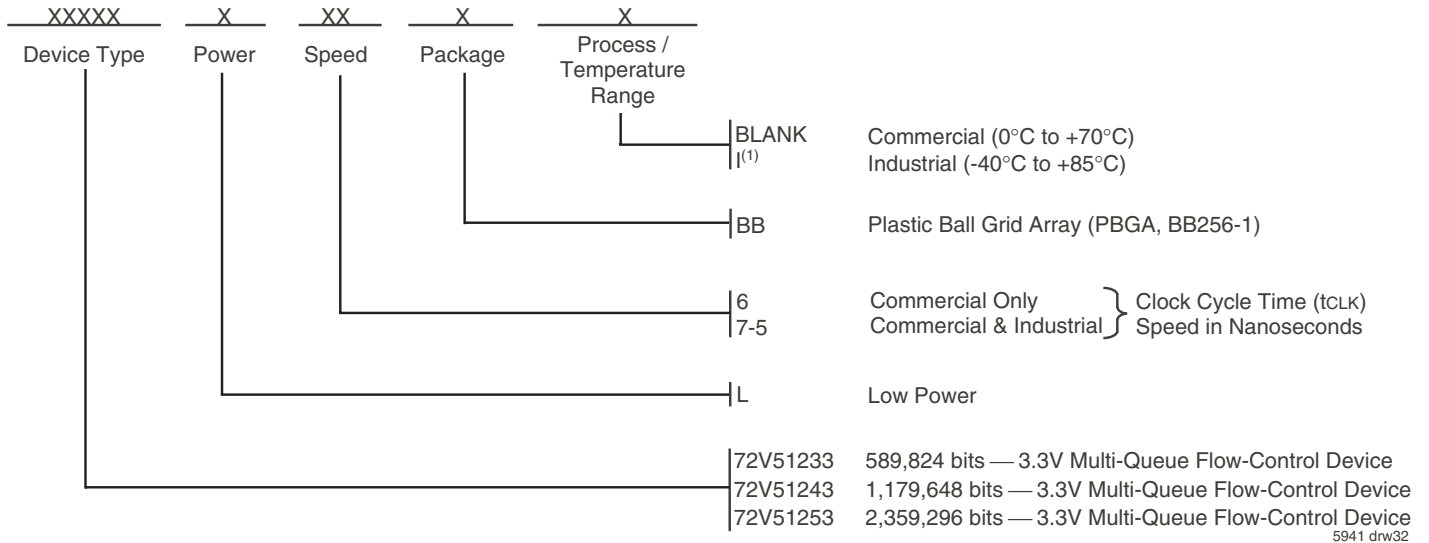 XXXXX X XX X X
Device Type Power Speed Package Process /
Temperature
Range
BLANK Commercial (0°C to +70°C)
I(1) Industrial (-40°C to +85°C)
BB Plastic Ball Grid Array (PBGA, BB256-1)
6 Commercial Only Clock Cycle Time (tCLK)
7-5 Commercial & Industrial Speed in Nanoseconds
L Low Power
72V51233 589,824 bits — 3.3V Multi-Queue Flow-Control Device
72V51243 1,179,648 bits — 3.3V Multi-Queue Flow-Control Device
72V51253 2,359,296 bits — 3.3V Multi-Queue Flow-Control Device
5941 drw32